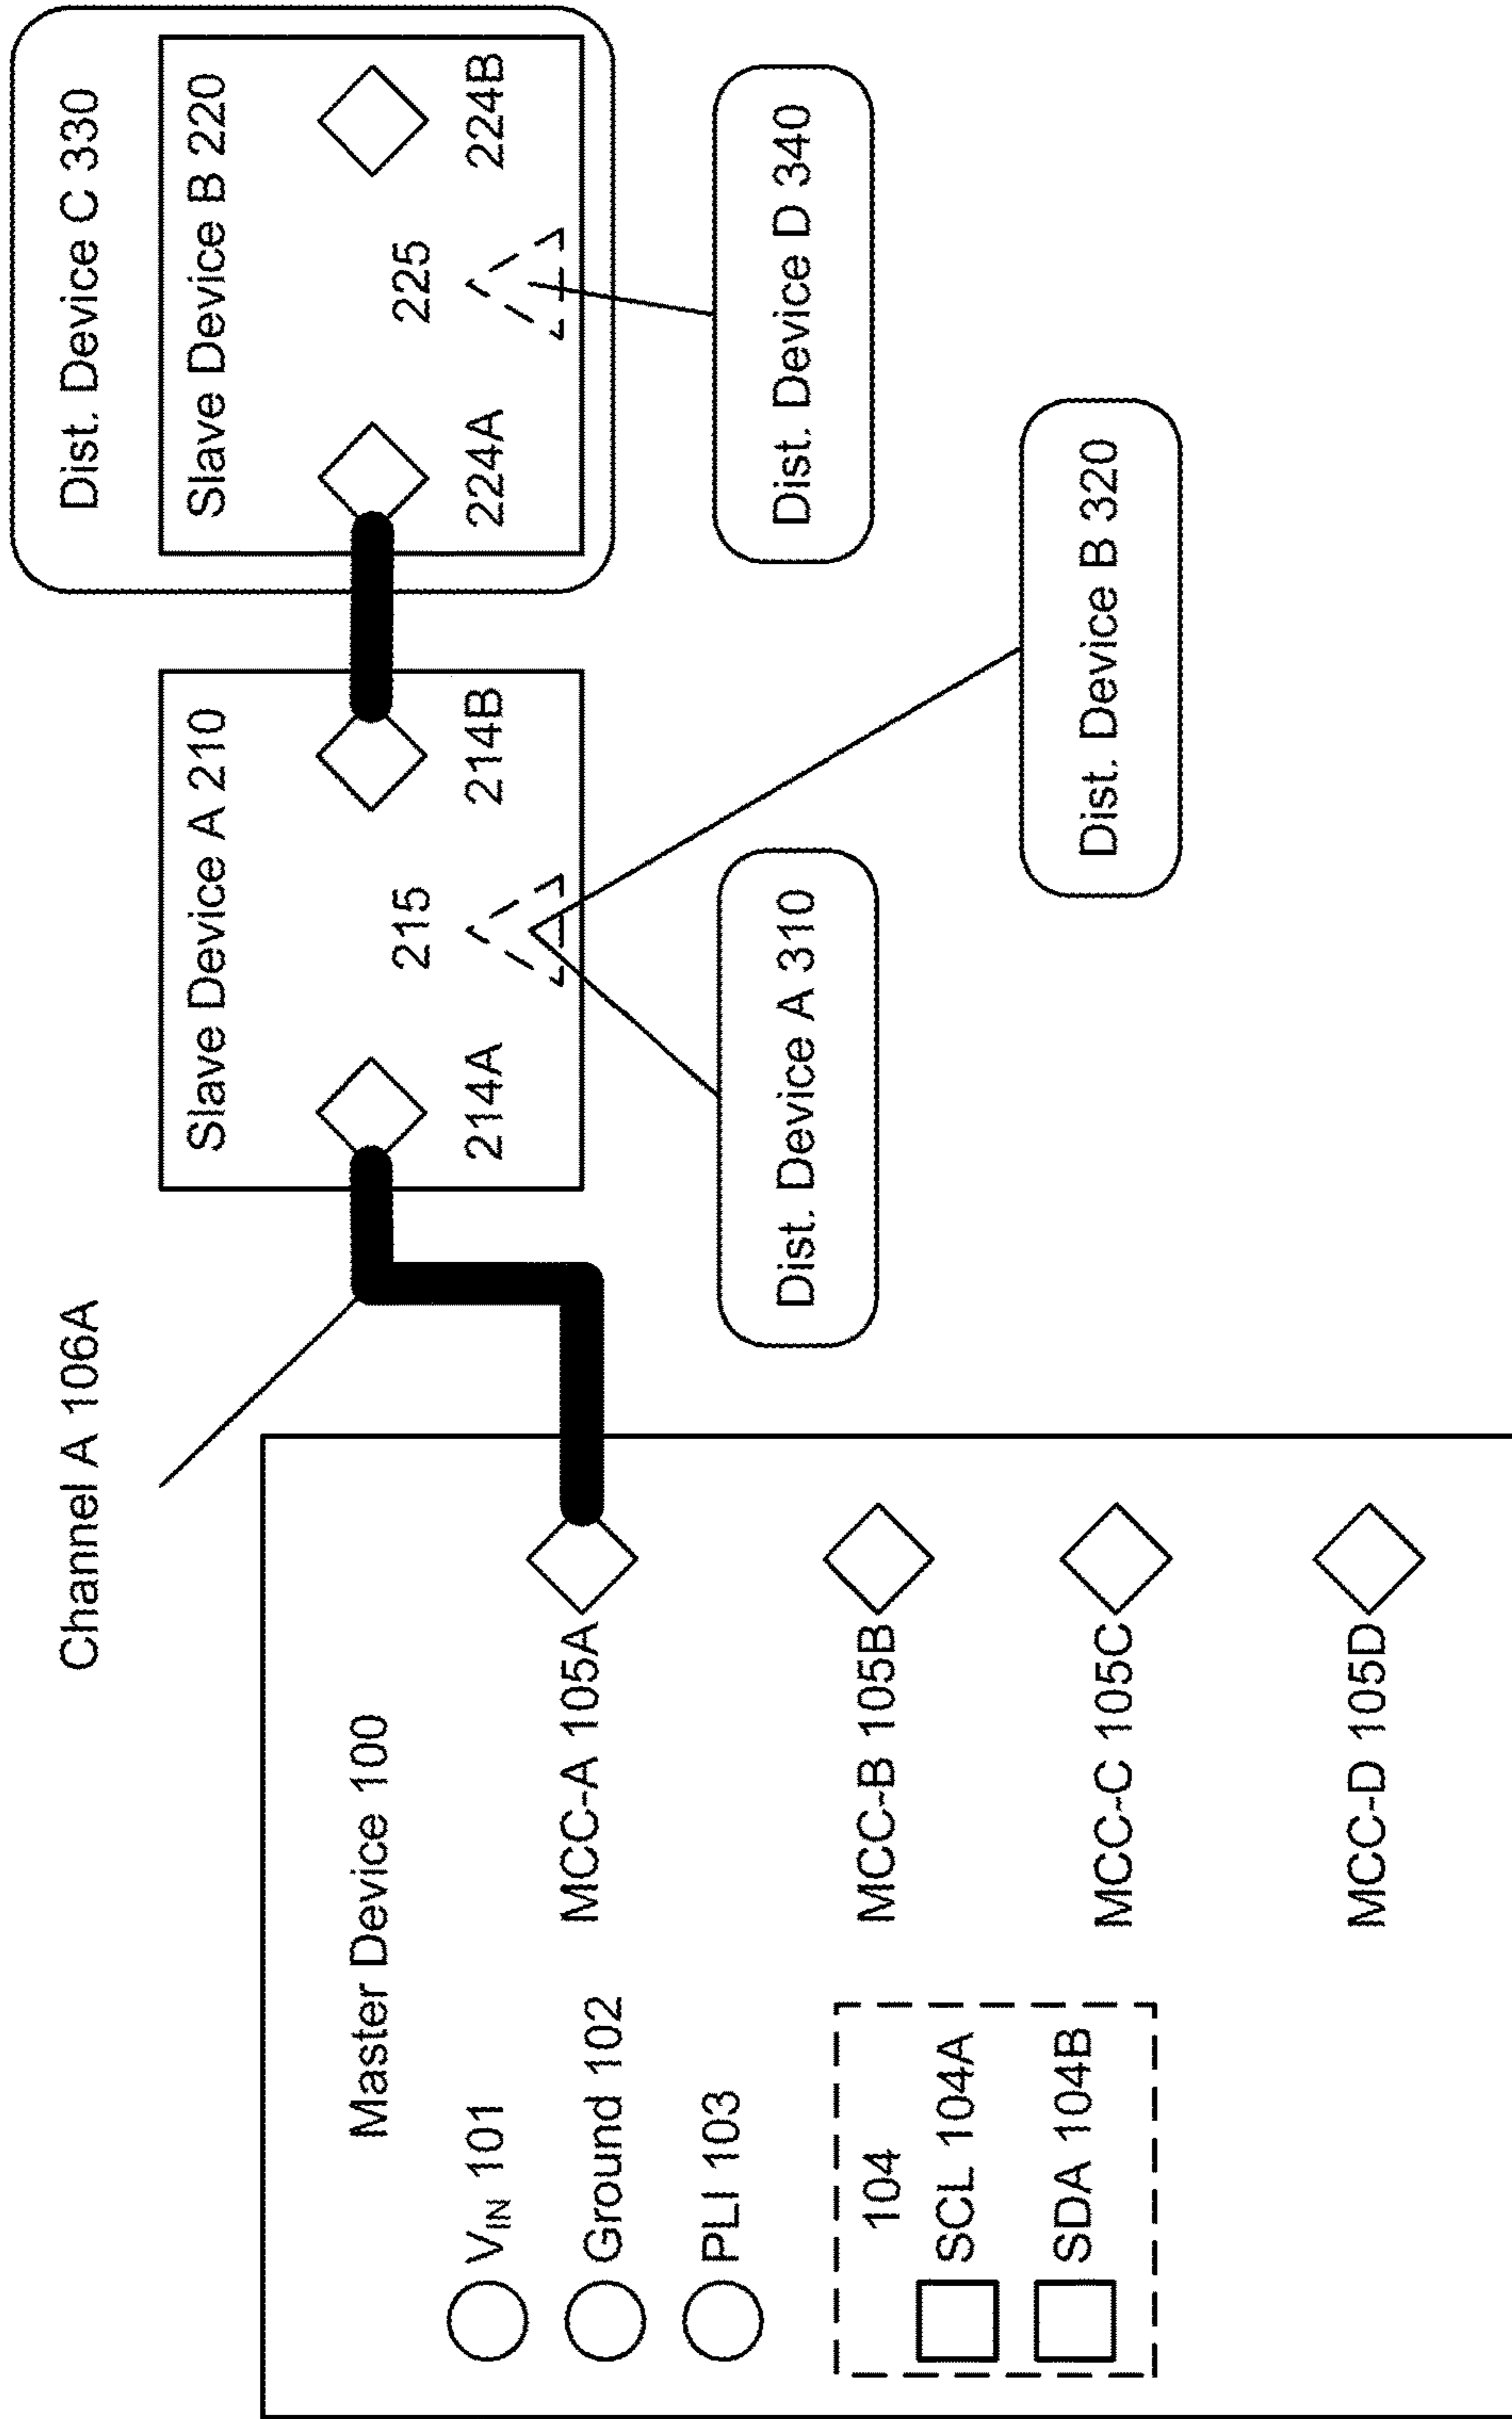 Channel A 106A
Dist. Device C 330
Slave Device A 210
Slave Device B 220
215
225
214A
214B
224A
224B
Master Device 100
VIN 101
Ground 102
PLI 103
104
SCL 104A
SDA 104B
MCC-A 105A
MCC-B 105B
MCC-C 105C
MCC-D 105D
Dist. Device A 310
Dist. Device D 340
Dist. Device B 320